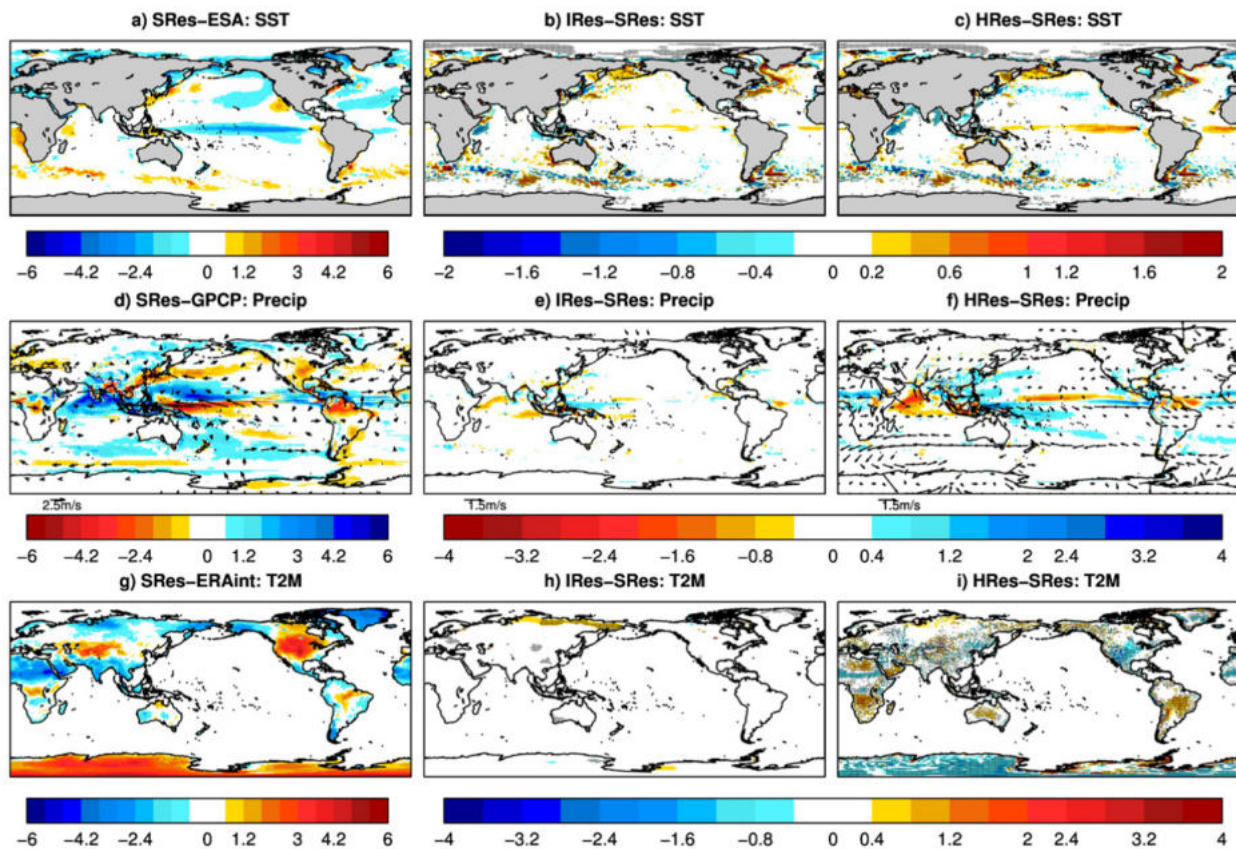 a) SRes-ESA: SST
b) IRes-SRes: SST
c) HRes-SRes: SST
−6 −4.2 −2.4 0 1.2 3 4.2 6
−2 −1.6 −1.2 −0.8 −0.4 0 0.2 0.6 1 1.2 1.6 2
d) SRes-GPCP: Precip
e) IRes-SRes: Precip
f) HRes-SRes: Precip
2.5m/s
1.5m/s
1.5m/s
−6 −4.2 −2.4 0 1.2 3 4.2 6
−4 −3.2 −2.4 −1.6 −0.8 0 0.4 1.2 2 2.4 3.2 4
g) SRes-ERAint: T2M
h) IRes-SRes: T2M
i) HRes-SRes: T2M
−6 −4.2 −2.4 0 1.2 3 4.2 6
−4 −3.2 −2.4 −1.6 −0.8 0 0.4 1.2 2 2.4 3.2 4